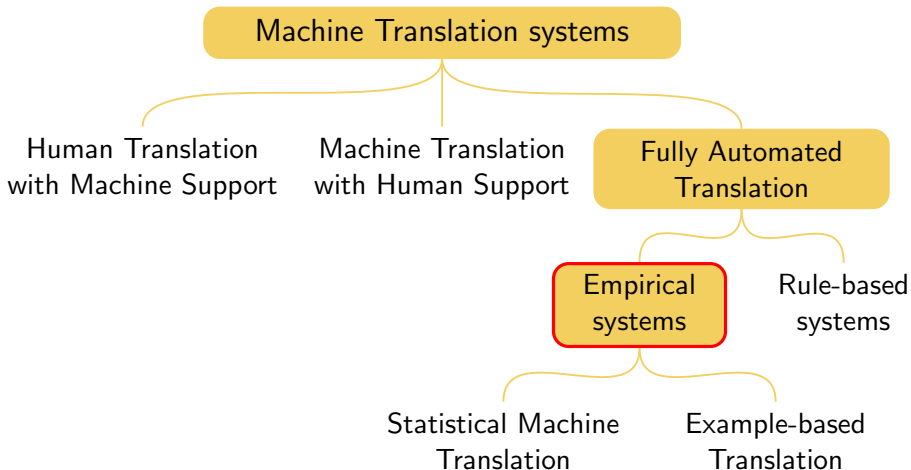 Machine Translation systems
Human Translation
with Machine Support
Machine Translation
with Human Support
Fully Automated
Translation
Empirical
systems
Rule-based
systems
Statistical Machine
Translation
Example-based
Translation